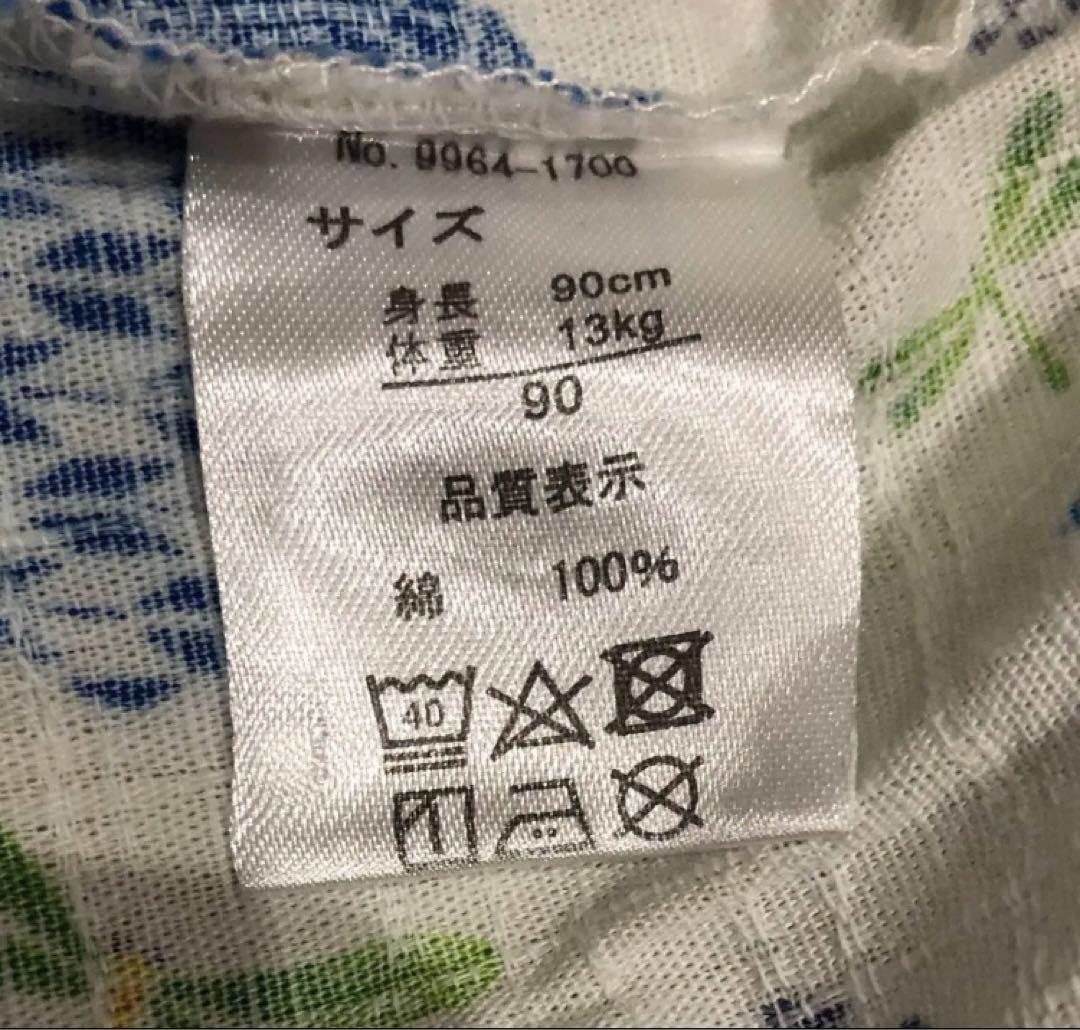 No. 9964-1700
サイズ
身長 90cm
体重 13kg
90
品質表示
綿 100%
40